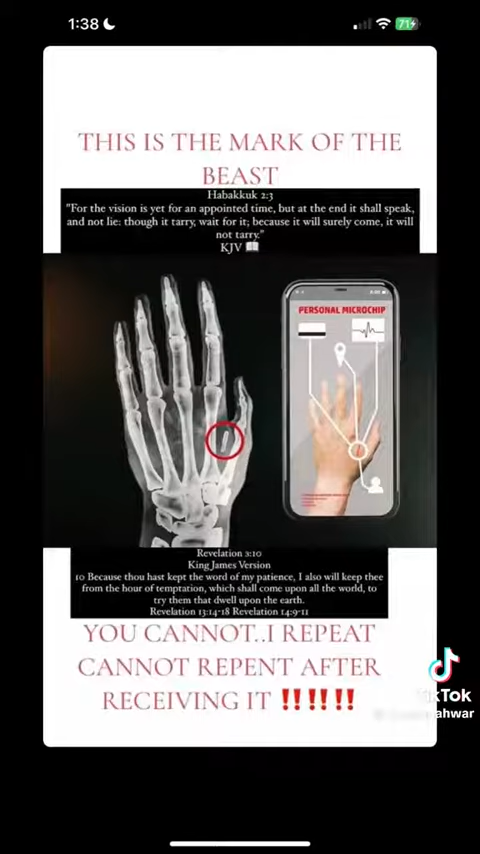 1:38
71
THIS IS THE MARK OF THE
BEAST
Habakkuk 2:3
"For the vision is yet for an appointed time, but at the end it shall speak,
and not lie: though it tarry, wait for it; because it will surely come, it will
not tarry."
KJV 📖
PERSONAL MICROCHIP
Revelation 3:10
King James Version
10 Because thou hast kept the word of my patience, I also will keep thee
from the hour of temptation, which shall come upon all the world, to
try them that dwell upon the earth.
Revelation 13:14-18 Revelation 14:9-11
YOU CANNOT..I REPEAT
CANNOT REPENT AFTER
RECEIVING IT ‼️‼️‼️‼️
TikTok